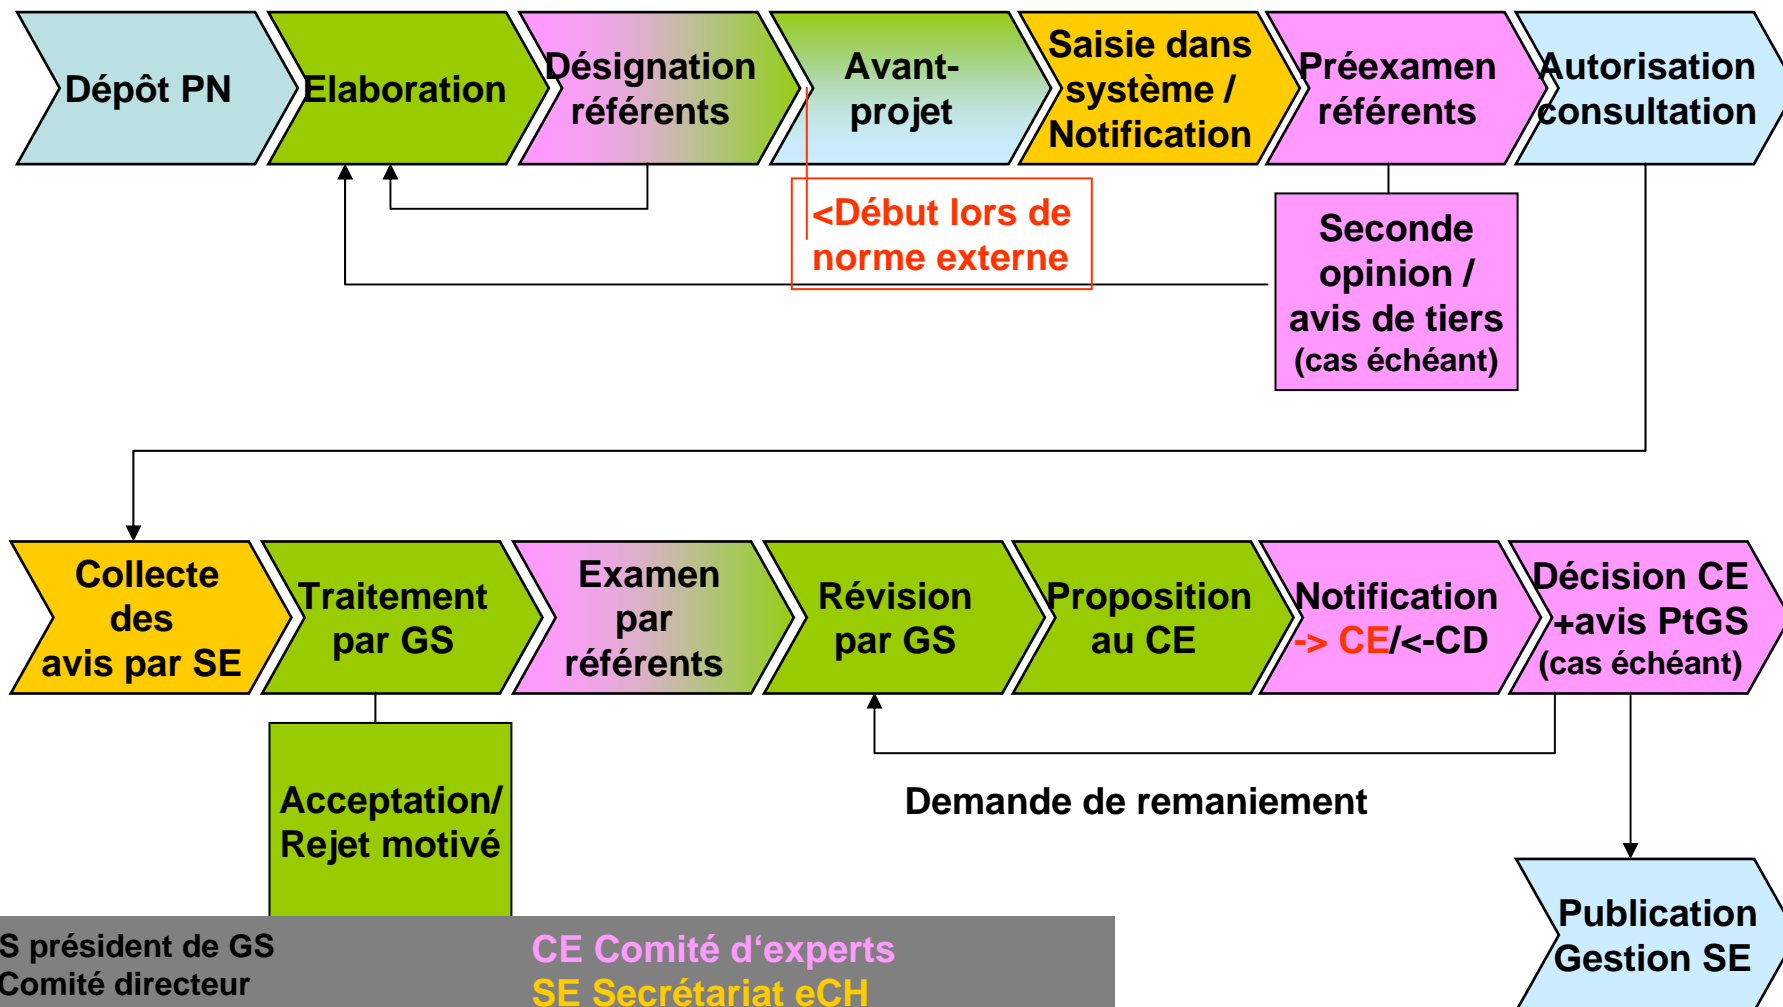 Dépôt PN
Elaboration
Désignation
référents
Avant-
projet
Saisie dans
système /
Notification
Préexamen
référents
Autorisation
consultation
<Début lors de
norme externe
Seconde
opinion /
avis de tiers
(cas échéant)
Collecte
des
avis par SE
Traitement
par GS
Examen
par
référents
Révision
par GS
Proposition
au CE
Notification
-> CE/<-CD
Décision CE
+avis PtGS
(cas échéant)
Acceptation/
Rejet motivé
Demande de remaniement
Publication
Gestion SE
S président de GS
Comité directeur
CE Comité d‘experts
SE Secrétariat eCH